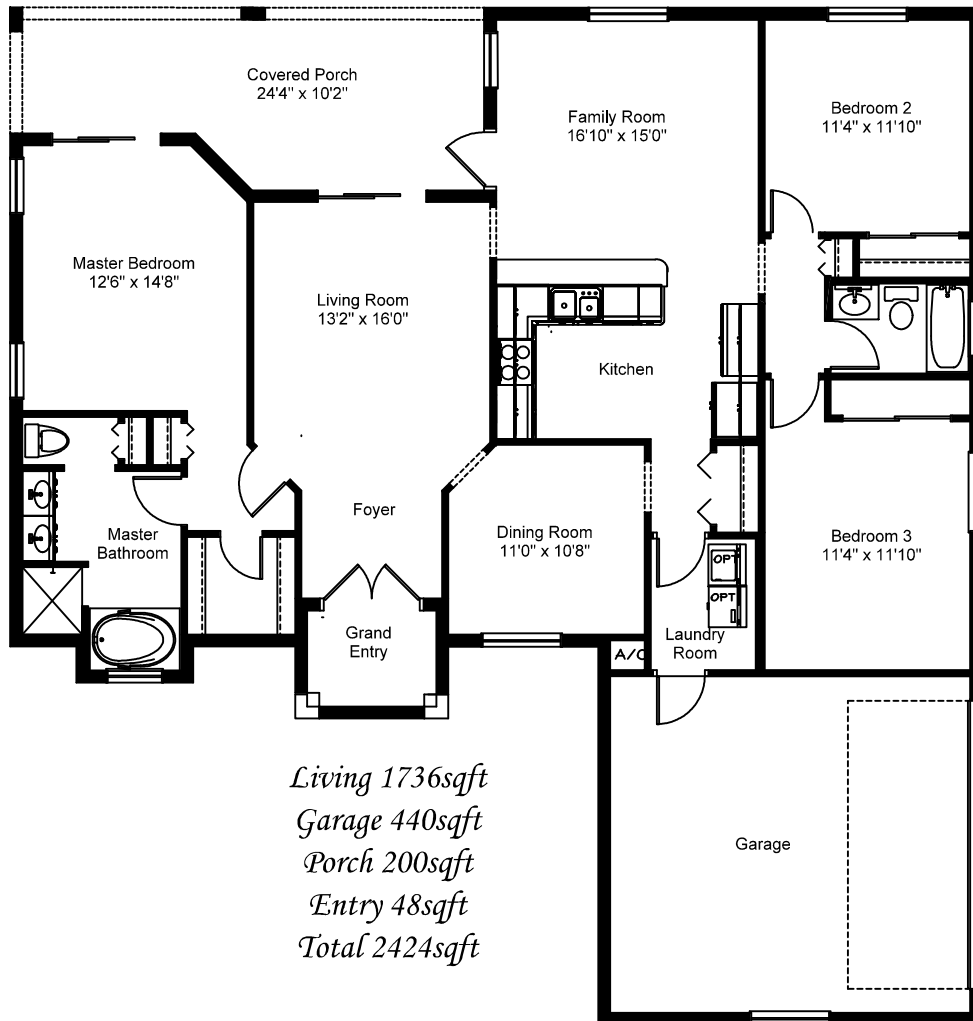 Covered Porch
24'4" x 10'2"
Family Room
16'10" x 15'0"
Bedroom 2
11'4" x 11'10"
Master Bedroom
12'6" x 14'8"
Living Room
13'2" x 16'0"
Kitchen
Foyer
Master
Bathroom
Dining Room
11'0" x 10'8"
Bedroom 3
11'4" x 11'10"
OPT
OPT
Grand
Entry
Laundry
Room
A/C
Living 1736sqft
Garage 440sqft
Porch 200sqft
Entry 48sqft
Total 2424sqft
Garage